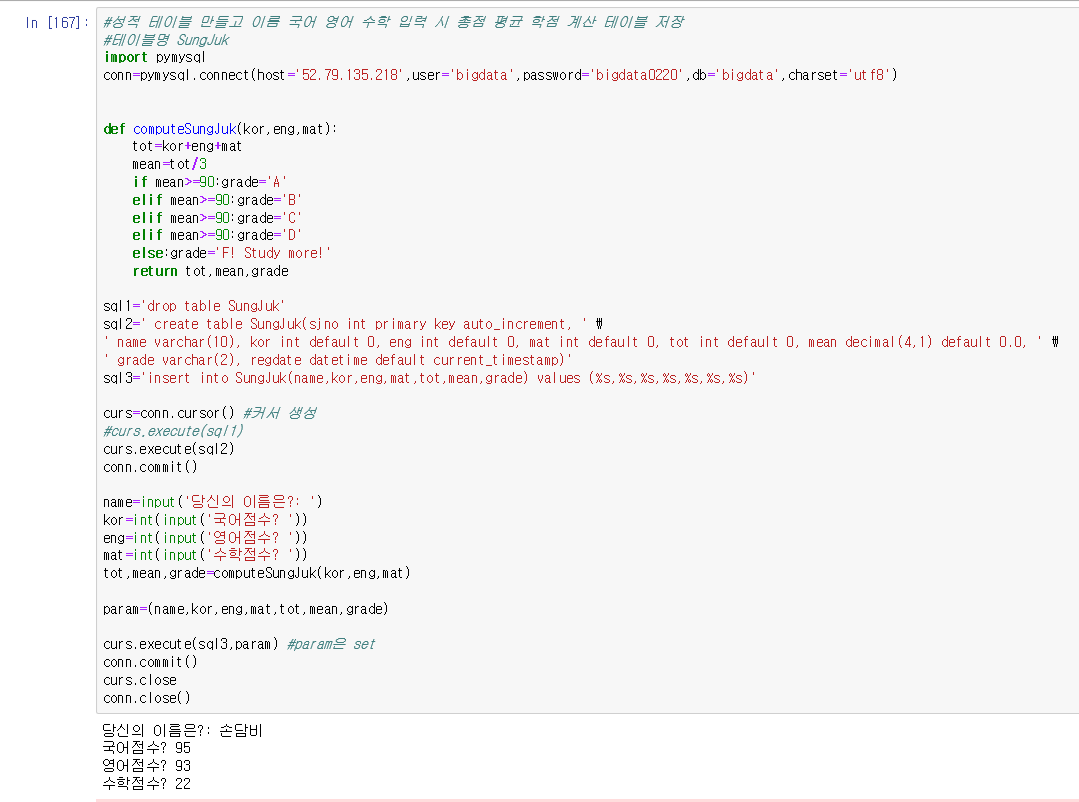 In [167]:
#성적 테이블 만들고 이름 국어 영어 수학 입력 시 총점 평균 학점 계산 테이블 저장
#테이블명 SungJuk
import pymysql
conn=pymysql.connect(host='52.79.135.218',user='bigdata',password='bigdata0220',db='bigdata',charset='utf8')
def computeSungJuk(kor,eng,mat):
tot=kor+eng+mat
mean=tot/3
if mean>=90:grade='A'
elif mean>=90:grade='B'
elif mean>=90:grade='C'
elif mean>=90:grade='D'
else:grade='F! Study more!'
return tot,mean,grade
sql1='drop table SungJuk'
sql2=' create table SungJuk(sjno int primary key auto_increment, ' ₩
' name varchar(10), kor int default 0, eng int default 0, mat int default 0, tot int default 0, mean decimal(4,1) default 0.0, ' ₩
' grade varchar(2), regdate datetime default current_timestamp)'
sql3='insert into SungJuk(name,kor,eng,mat,tot,mean,grade) values (%s,%s,%s,%s,%s,%s,%s)'
curs=conn.cursor() #커서 생성
#curs.execute(sql1)
curs.execute(sql2)
conn.commit()
name=input('당신의 이름은?: ')
kor=int(input('국어점수? '))
eng=int(input('영어점수? '))
mat=int(input('수학점수? '))
tot,mean,grade=computeSungJuk(kor,eng,mat)
param=(name,kor,eng,mat,tot,mean,grade)
curs.execute(sql3,param) #param은 set
conn.commit()
curs.close
conn.close()
당신의 이름은?: 손담비
국어점수? 95
영어점수? 93
수학점수? 22